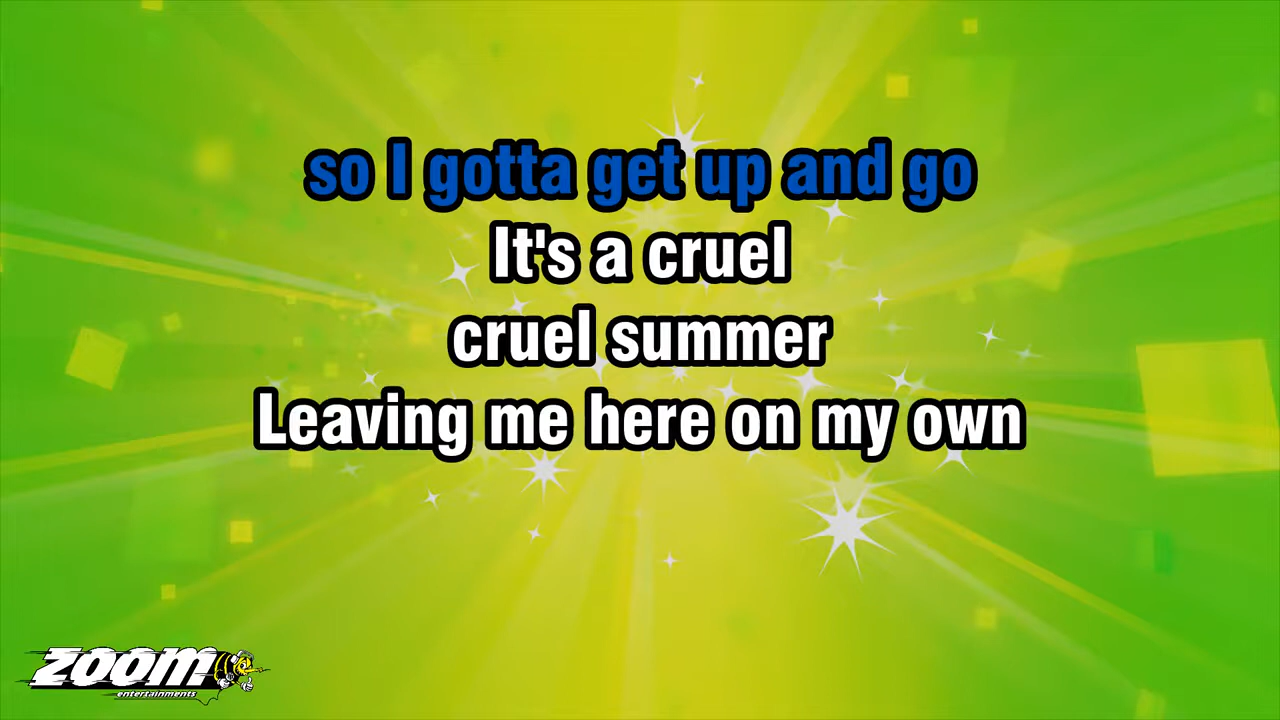 so I gotta get up and go
It's a cruel
cruel summer
Leaving me here on my own
zoom
entertainments